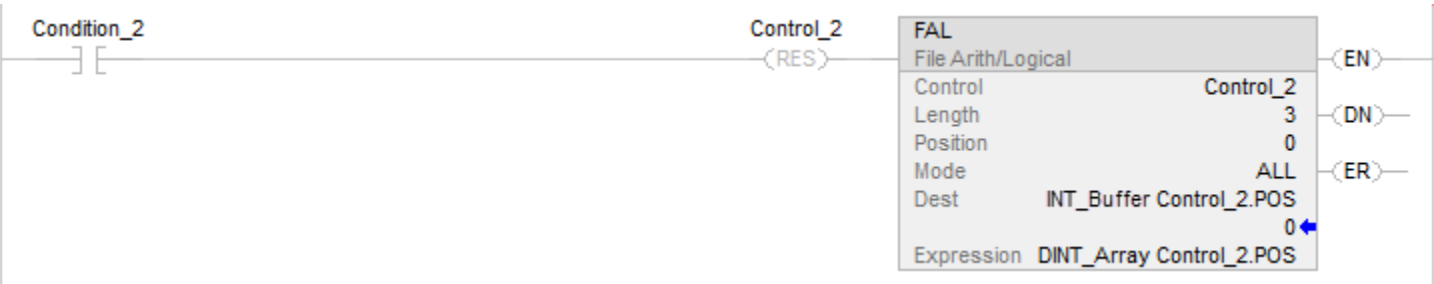 Condition_2
Control_2
(RES)
FAL
File Arith/Logical
(EN)
Control Control_2
Length 3
(DN)
Position 0
Mode ALL
(ER)
Dest INT_Buffer Control_2.POS
0
Expression DINT_Array Control_2.POS